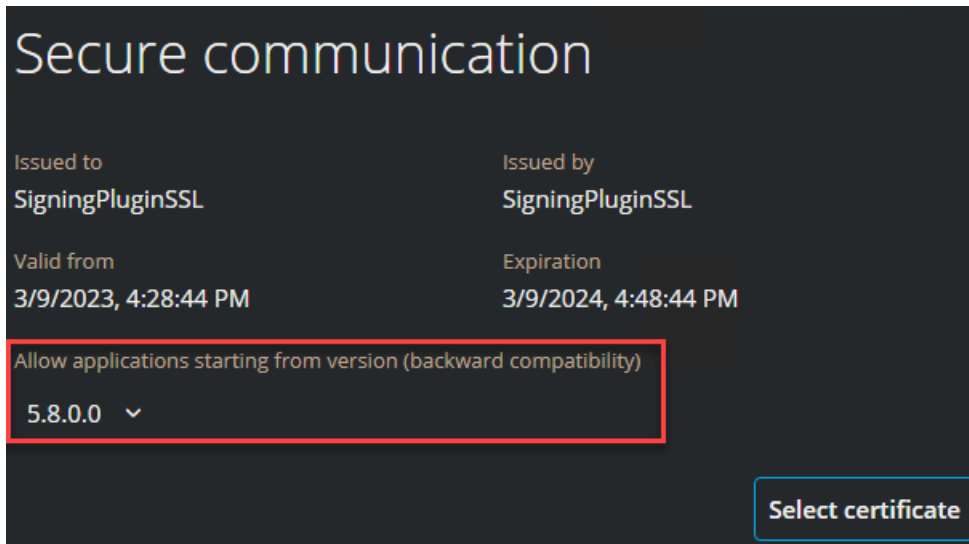 Secure communication
Issued to
Issued by
SigningPluginSSL
SigningPluginSSL
Valid from
Expiration
3/9/2023, 4:28:44 PM
3/9/2024, 4:48:44 PM
Allow applications starting from version (backward compatibility)
5.8.0.0
Select certificate